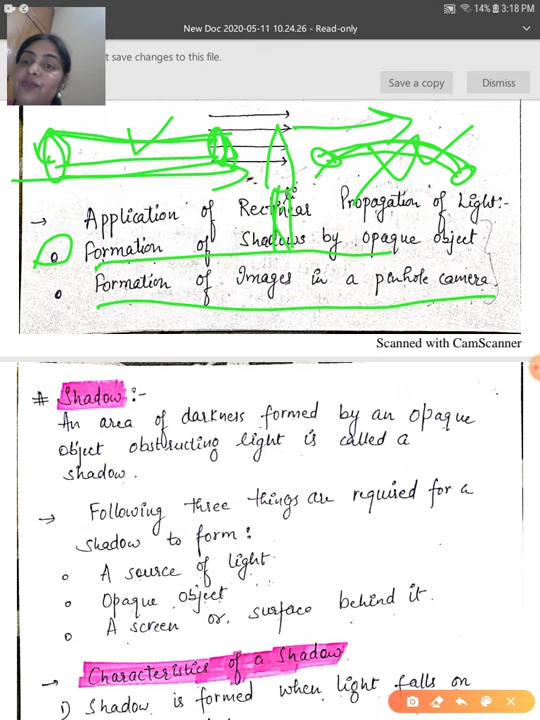 14% 3:18 PM
New Doc 2020-05-11 10.24.26 - Read-only
t save changes to this file.
Save a copy
Dismiss
→ Application of Propagation of Light:-
Formation of Shadows by opaque object
Formation of Images in a pinhole camera.
Scanned with CamScanner
# Shadow :-
An area of darkness formed by an opaque
object obstructing light is called a
shadow.
→ Following three things are required for a
shadow to form :
A source of light.
Opaque object
A screen or surface behind it.
→ Characteristics of a Shadow
1) Shadow is formed when light falls on